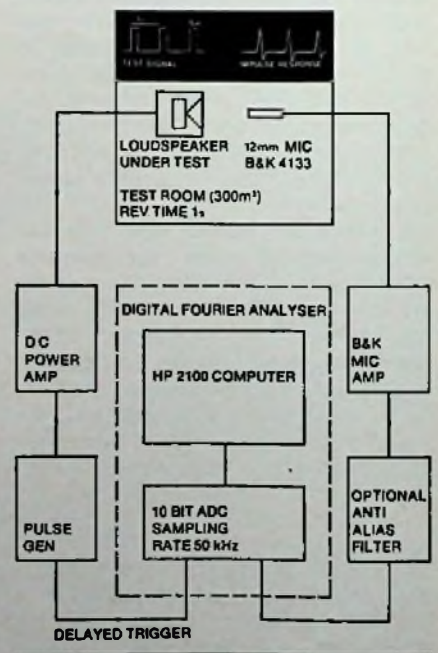 TEST SIGNAL
IMPULSE RESPONSE
LOUDSPEAKER
UNDER TEST
12mm MIC
B&K 4133
TEST ROOM (300m³)
REV TIME 1s
DIGITAL FOURIER ANALYSER
DC
POWER
AMP
HP 2100 COMPUTER
B&K
MIC
AMP
PULSE
GEN
10 BIT ADC
SAMPLING
RATE 50 kHz
OPTIONAL
ANTI
ALIAS
FILTER
DELAYED TRIGGER